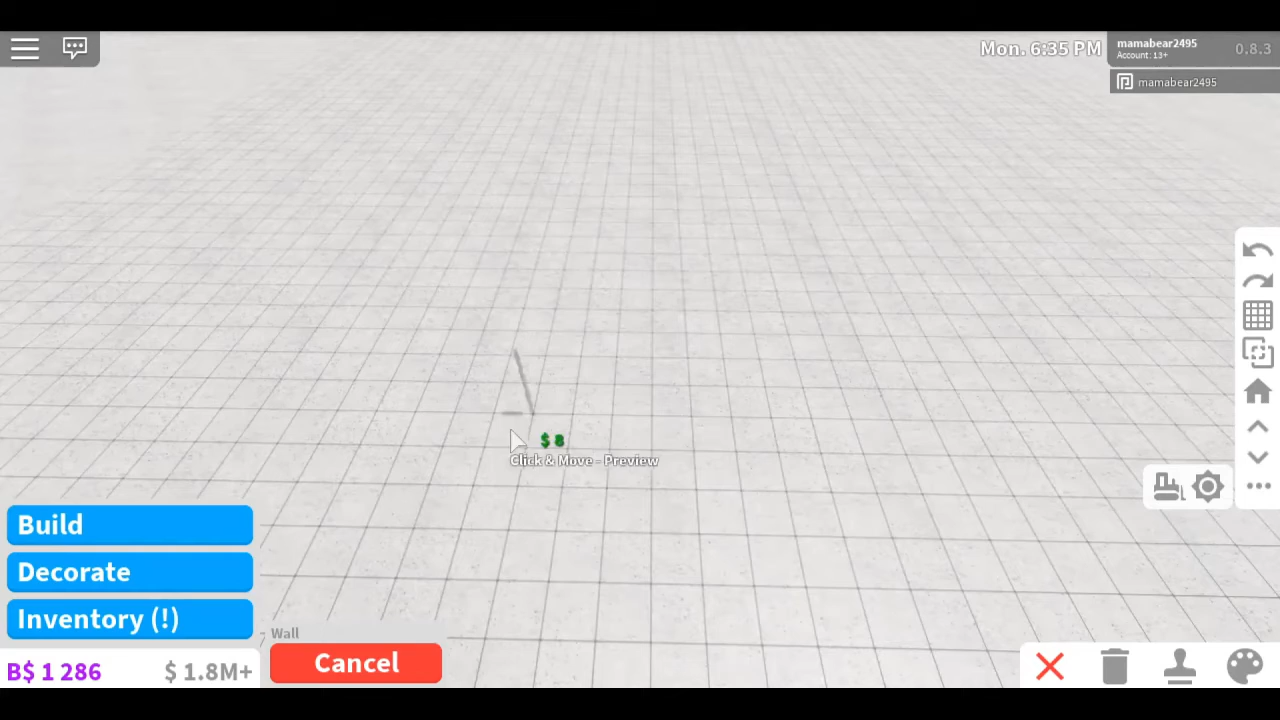 Mon. 6:35 PM
mamabear2495
Account: 13+
0.8.3
mamabear2495
$ 8
Click & Move - Preview
Build
Decorate
Inventory (!)
Wall
B$ 1 286
$ 1.8M+
Cancel